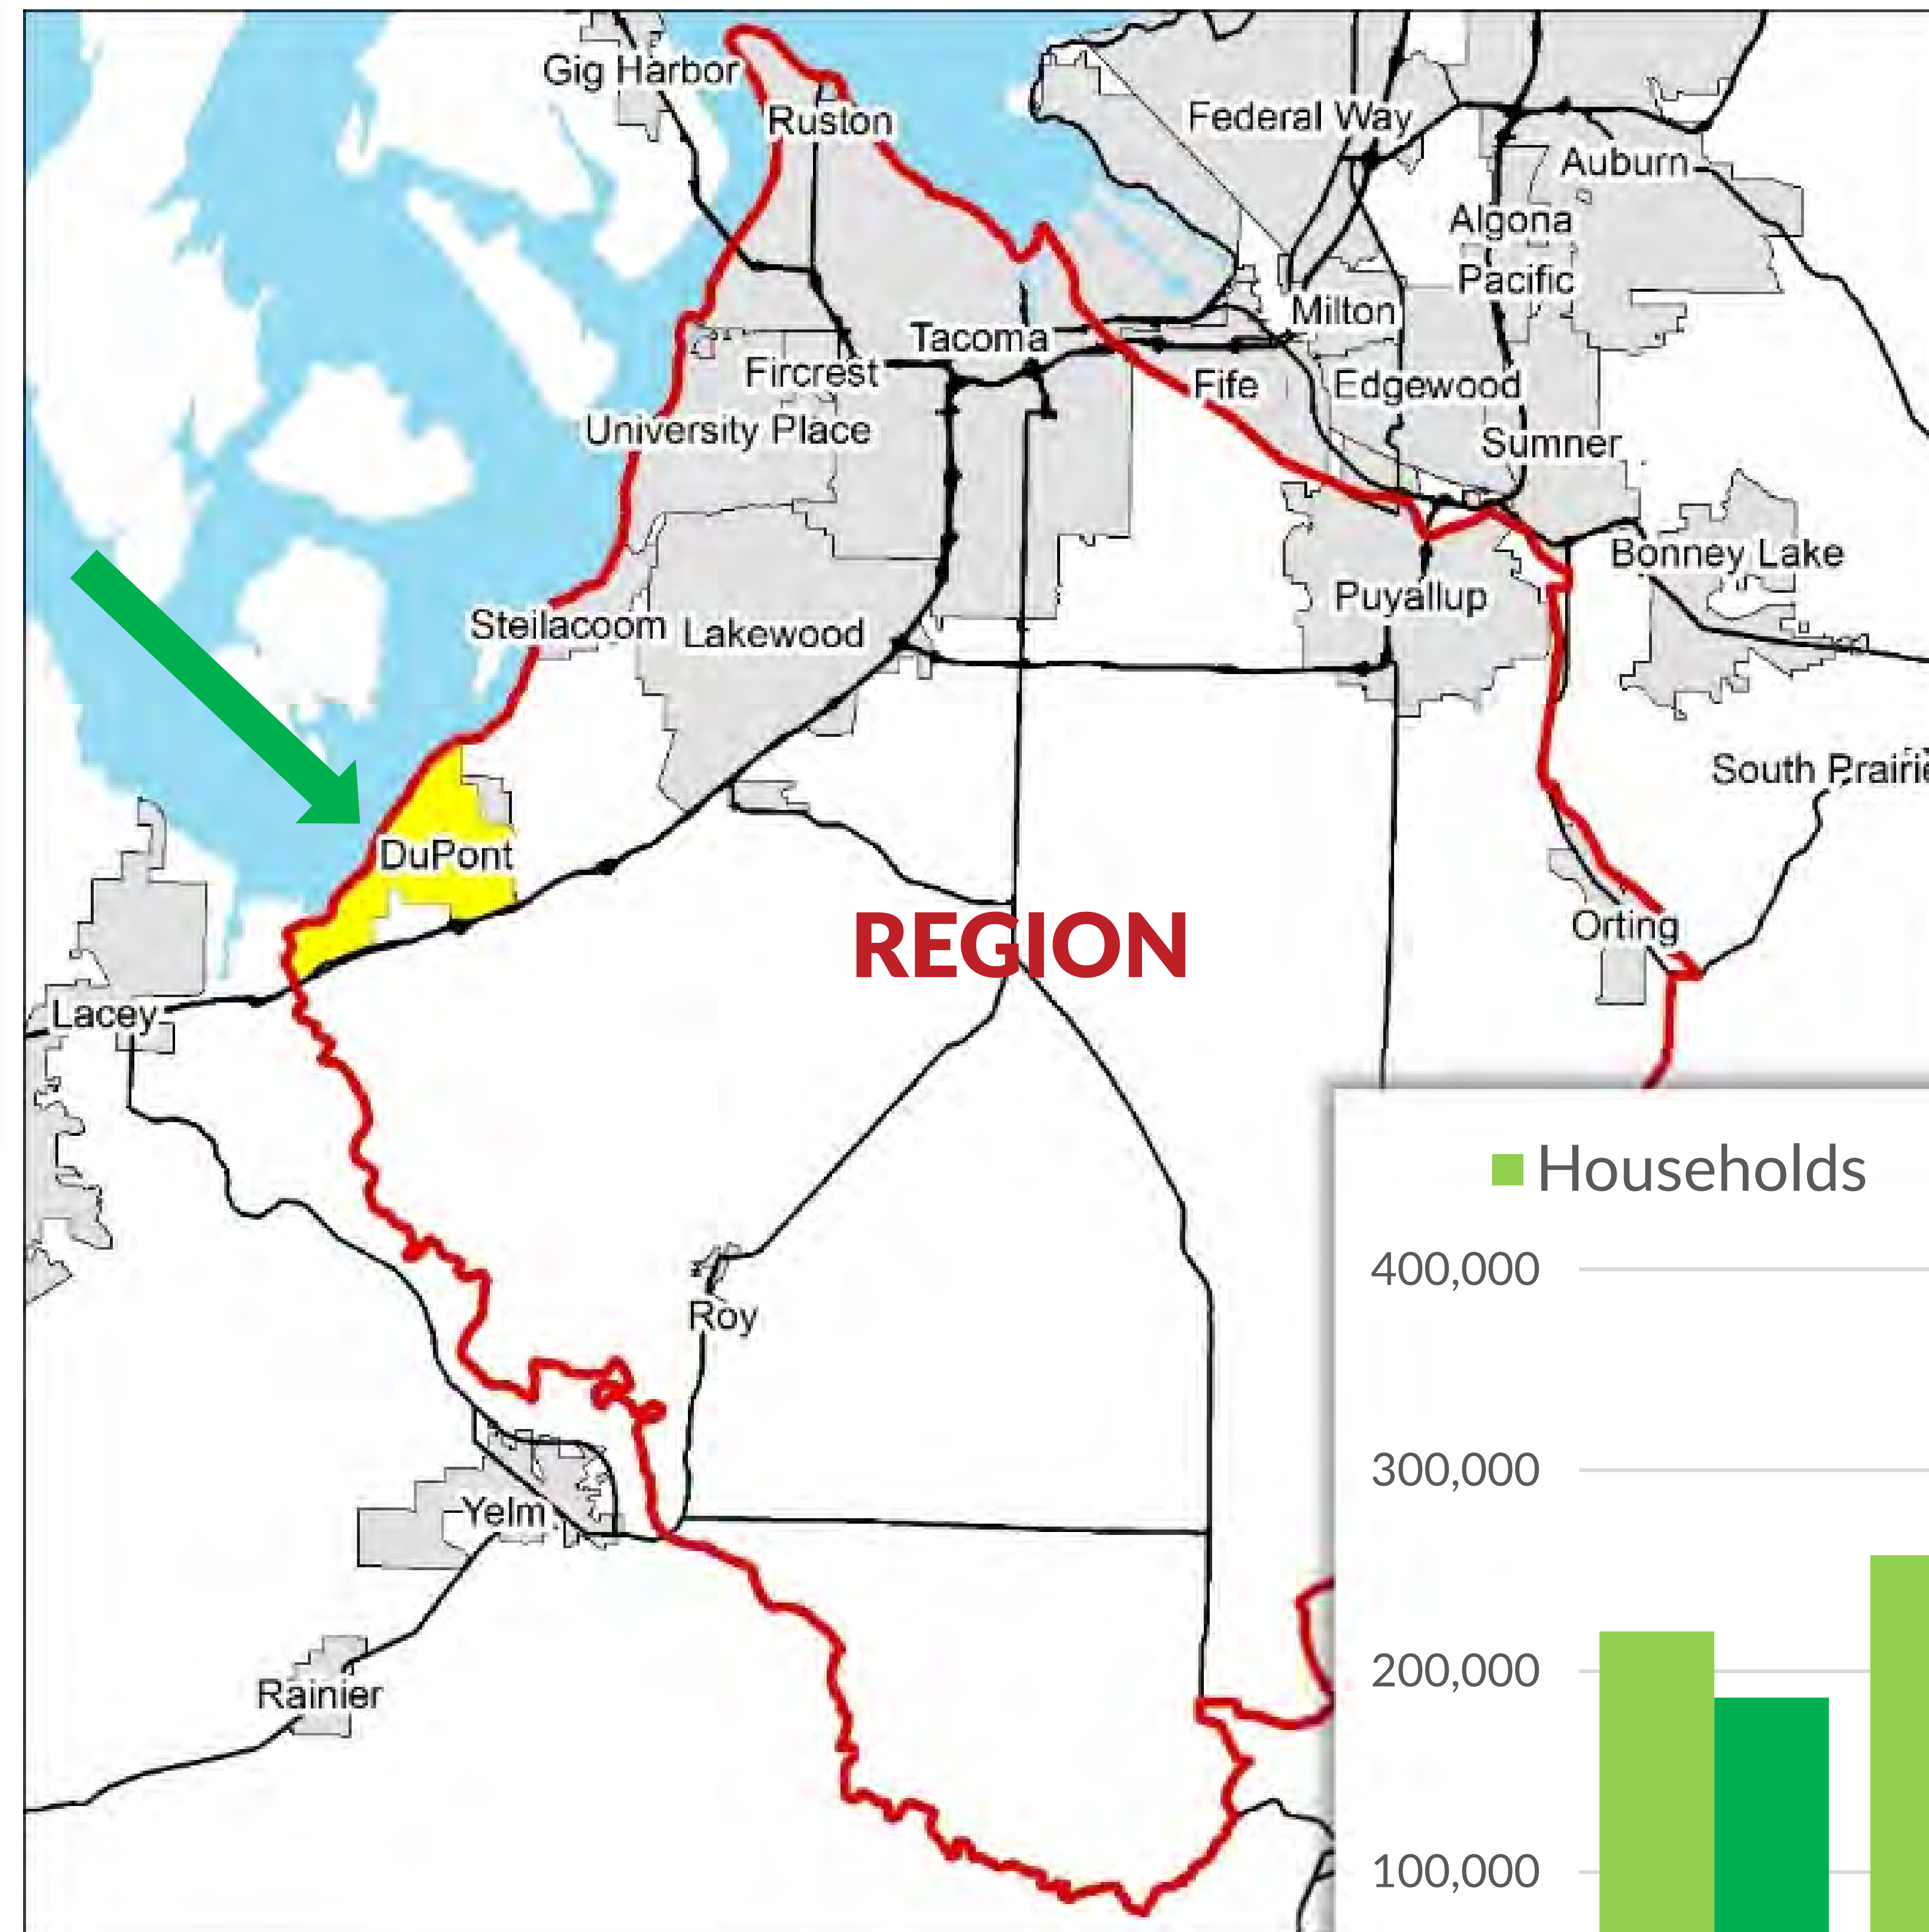 Gig Harbor
Ruston
Federal Way
Auburn
Algona
Pacific
Milton
Tacoma
Fircrest
Fife
Edgewood
University Place
Sumner
Bonney Lake
Puyallup
Steilacoom
Lakewood
South Prairie
DuPont
Orting
REGION
Lacey
Households
400,000
Roy
300,000
Yelm
200,000
Rainier
100,000